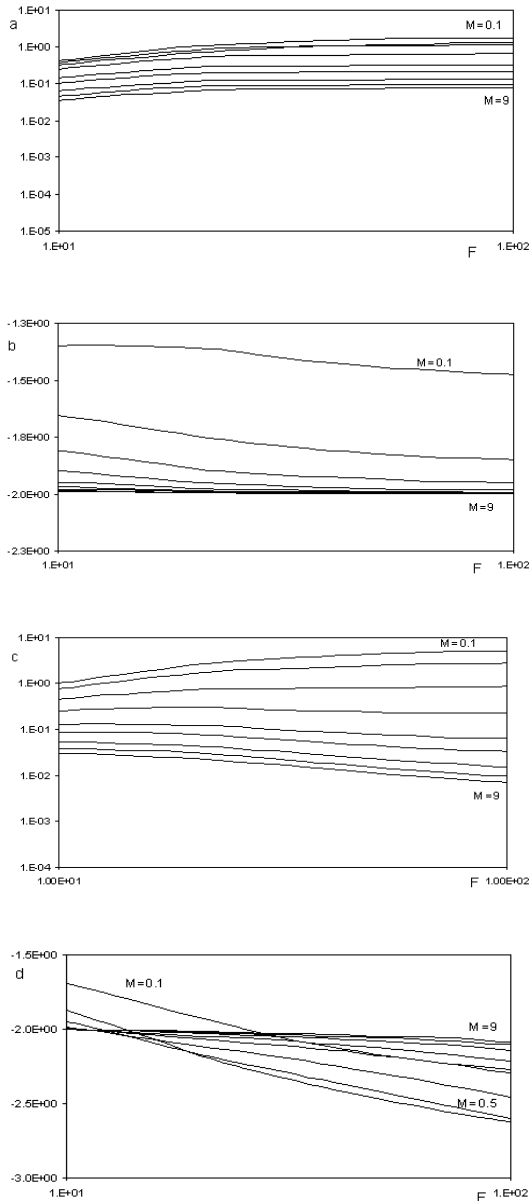 a
1.E+01
M=0.1
1.E+00
1.E-01
M=9
1.E-02
1.E-03
1.E-04
1.E-05
1.E+01
F
1.E+02
b
-1.3E+00
M=0.1
-1.5E+00
-1.8E+00
-2.0E+00
M=9
-2.3E+00
1.E+01
F
1.E+02
c
1.E+01
M=0.1
1.E+00
1.E-01
1.E-02
M=9
1.E-03
1.E-04
1.00E+01
F
1.00E+02
d
-1.5E+00
M=0.1
-2.0E+00
M=9
-2.5E+00
M=0.5
-3.0E+00
1.E+01
F
1.E+02